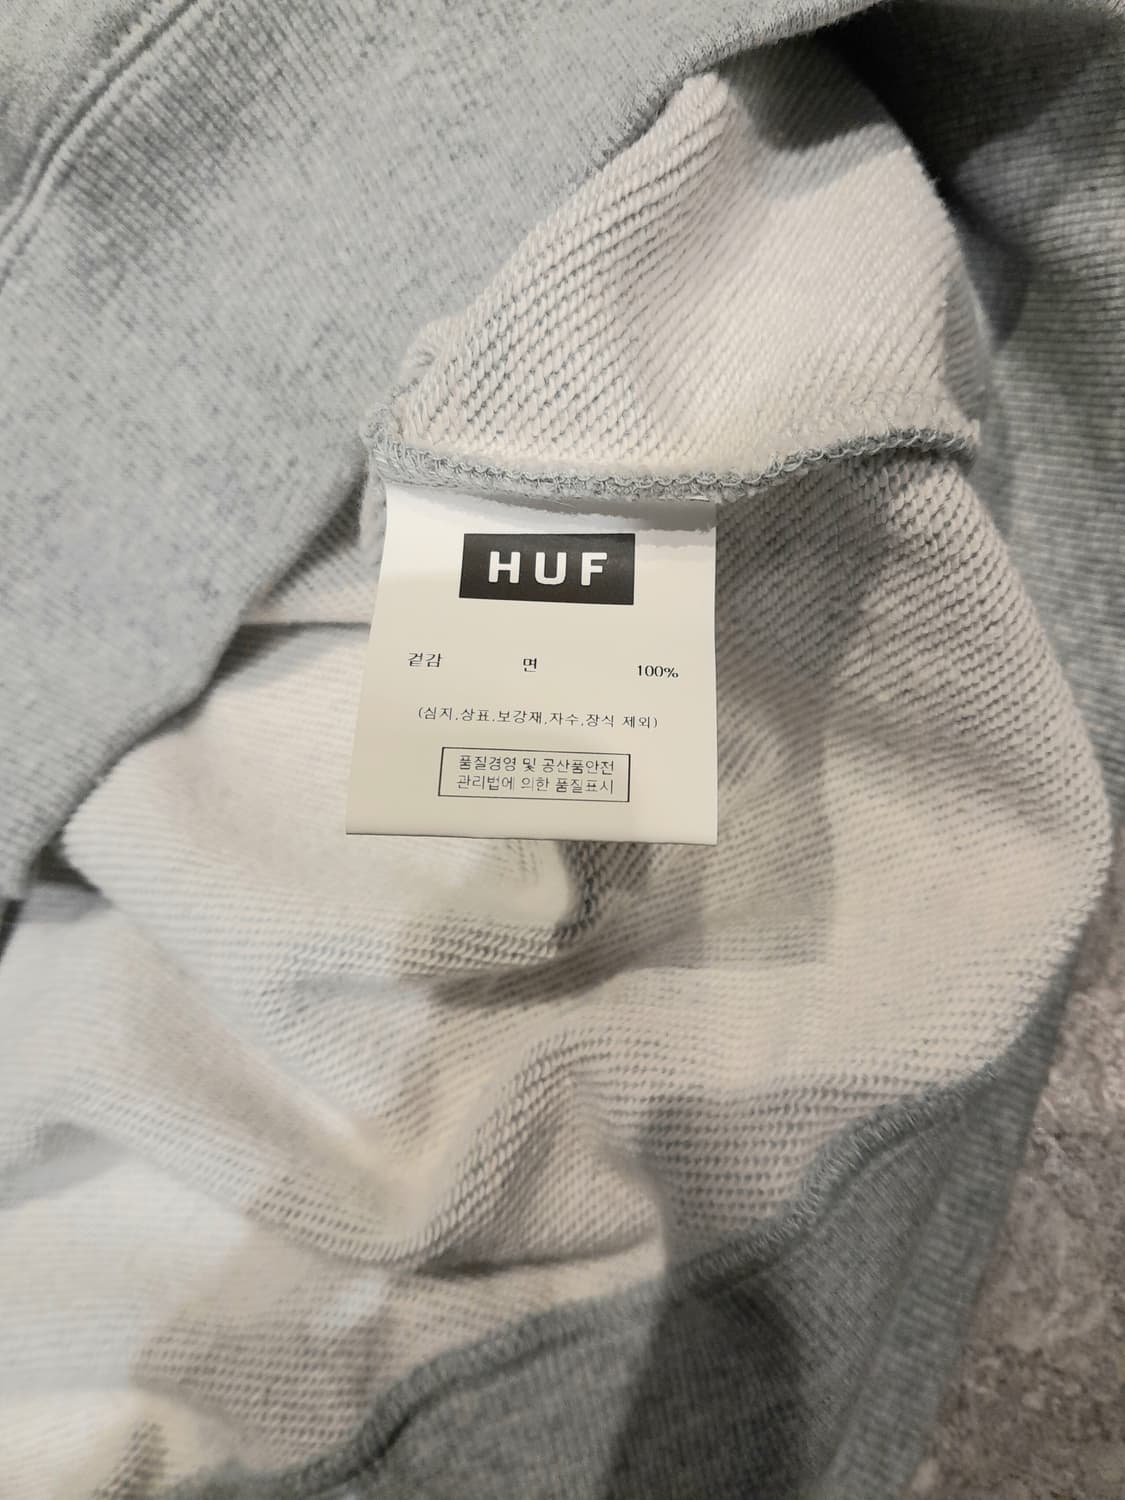 HUF
겉감 면 100%
(심지,상표,보강재,자수,장식 제외)
품질경영 및 공산품안전
관리법에 의한 품질표시